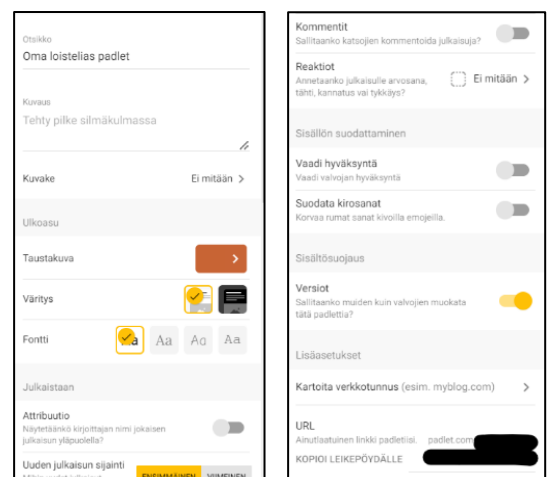 Otsikko
Oma loistelias padlet
Kuvaus
Tehty pilke silmäkulmassa
Kuvake Ei mitään >
Ulkoasu
Taustakuva >
Väritys
Fontti Aa Aa Aa
Julkaistaan
Attribuutio
Näytetäänkö kirjoittajan nimi jokaisen
julkaisun yläpuolella?
Uuden julkaisun sijainti
ENSIMMÄINEN VIIMEINEN
Kommentit
Sallitaanko katsojien kommentoida julkaisuja?
Reaktiot
Annetaanko julkaisulle arvosana,
tähti, kannatus vai tykkäys?
Ei mitään >
Sisällön suodattaminen
Vaadi hyväksyntä
Vaadi valvojan hyväksyntä
Suodata kirosanat
Korvaa rumat sanat kivoilla emojeilla.
Sisältösuojaus
Versiot
Sallitaanko muiden kuin valvojien muokata
tätä padlettia?
Lisäasetukset
Kartoita verkkotunnus (esim. myblog.com) >
URL
Ainutlaatuinen linkki padletiisi. padlet.com
KOPIOI LEIKEPÖYDÄLLE